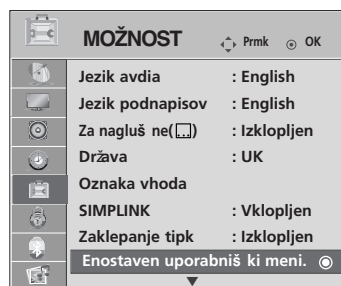 MOŽNOST Prmk OK
Jezik avdia : English
Jezik podnapisov : English
Za nagluš ne( ) : Izklopljen
Država : UK
Oznaka vhoda
SIMPLINK : Vklopljen
Zaklepanje tipk : Izklopljen
Enostaven uporabniš ki meni.